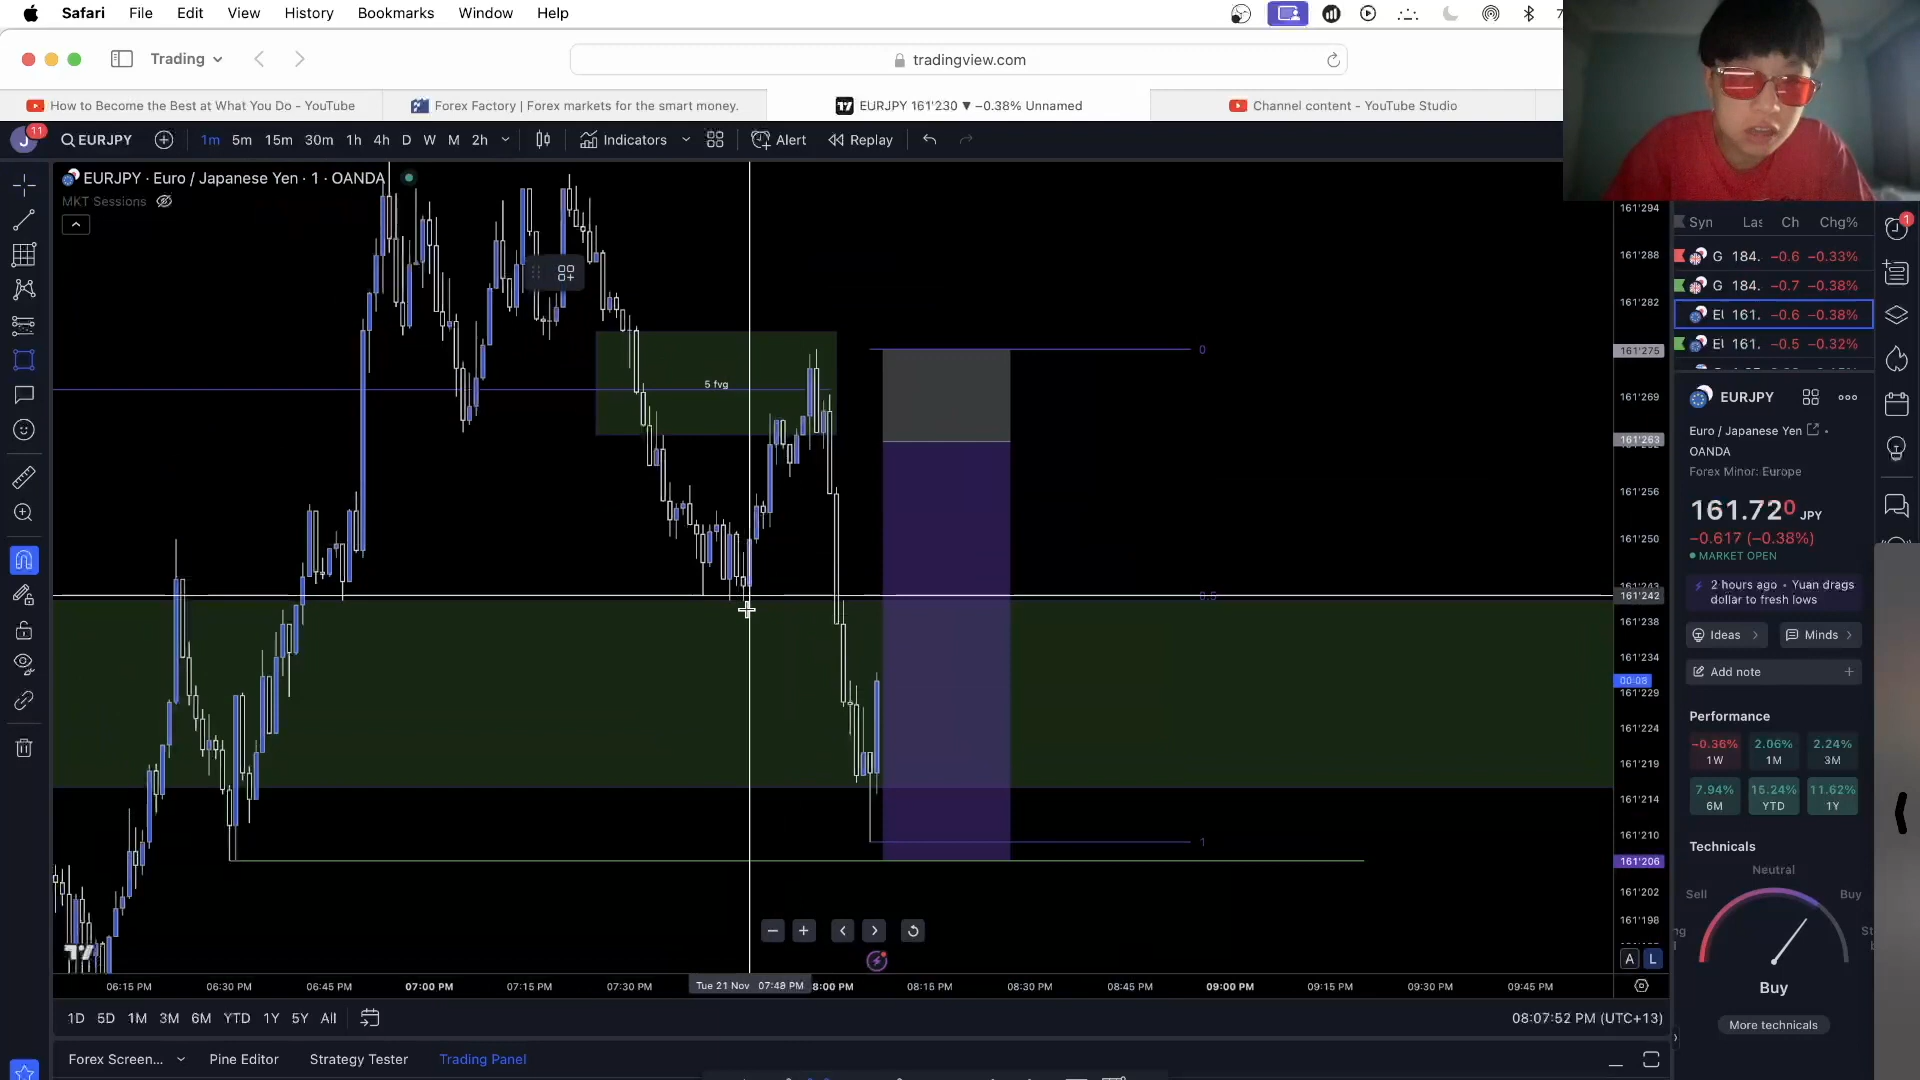 Safari File Edit View History Bookmarks Window Help
Trading
tradingview.com
How to Become the Best at What You Do - YouTube
Forex Factory | Forex markets for the smart money.
EURJPY 161'230 ▼ −0.38% Unnamed
Channel content - YouTube Studio
J 11 EURJPY 1m 5m 15m 30m 1h 4h D W M 2h Indicators Alert Replay
EURJPY · Euro / Japanese Yen · 1 · OANDA
MKT Sessions
5 fvg
0
0.5
1
161'294
161'288
161'282
161'275
161'269
161'263
161'256
161'250
161'243
161'242
161'238
161'234
00:08
161'229
161'224
161'219
161'214
161'210
161'206
161'202
161'198
A L
06:15 PM 06:30 PM 06:45 PM 07:00 PM 07:15 PM 07:30 PM Tue 21 Nov 07:48 PM 8:00 PM 08:15 PM 08:30 PM 08:45 PM 09:00 PM 09:15 PM 09:30 PM 09:45 PM
1D 5D 1M 3M 6M YTD 1Y 5Y All
08:07:52 PM (UTC+13)
Forex Screen... Pine Editor Strategy Tester Trading Panel
Syn Las Ch Chg%
G 184. −0.6 −0.33%
G 184. −0.7 −0.38%
EU 161. −0.6 −0.38%
EU 161. −0.5 −0.32%
1
EURJPY
Euro / Japanese Yen
OANDA
Forex Minor: Europe
161.720 JPY
−0.617 (−0.38%)
MARKET OPEN
2 hours ago • Yuan drags
dollar to fresh lows
Ideas Minds
Add note
Performance
−0.36% 2.06% 2.24%
1W 1M 3M
7.94% 15.24% 11.62%
6M YTD 1Y
Technicals
Neutral
Sell Buy
Buy
More technicals